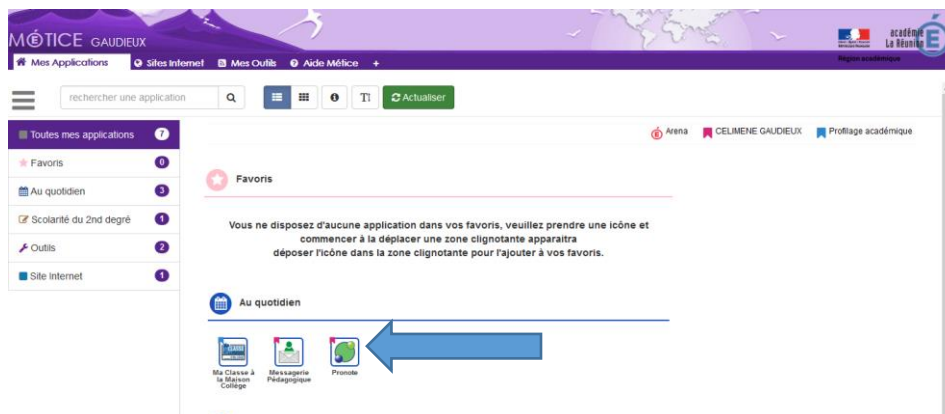 MÉTICE GAUDIEUX
académie
La Réunion
Région académique
Mes Applications Sites Internet Mes Outils Aide Métice +
rechercher une application
TI Actualiser
Toutes mes applications 7
Arena CELIMENE GAUDIEUX Profilage académique
Favoris 0
Au quotidien 3
Scolarité du 2nd degré 1
Outils 2
Site Internet 1
Favoris
Vous ne disposez d'aucune application dans vos favoris, veuillez prendre une icône et
commencer à la déplacer une zone clignotante apparaitra
déposer l'icône dans la zone clignotante pour l'ajouter à vos favoris.
Au quotidien
Ma Classe à
la Maison
Collège
Messagerie
Pédagogique
Pronote